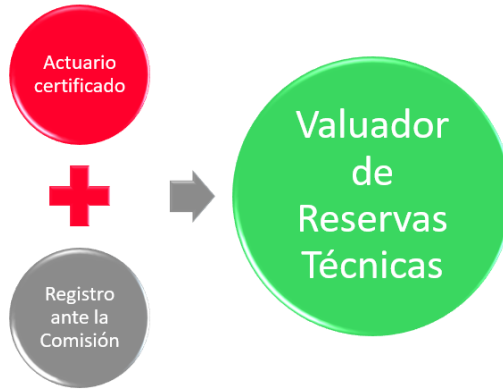 Actuario
certificado
Registro
ante la
Comisión
Valuador
de
Reservas
Técnicas